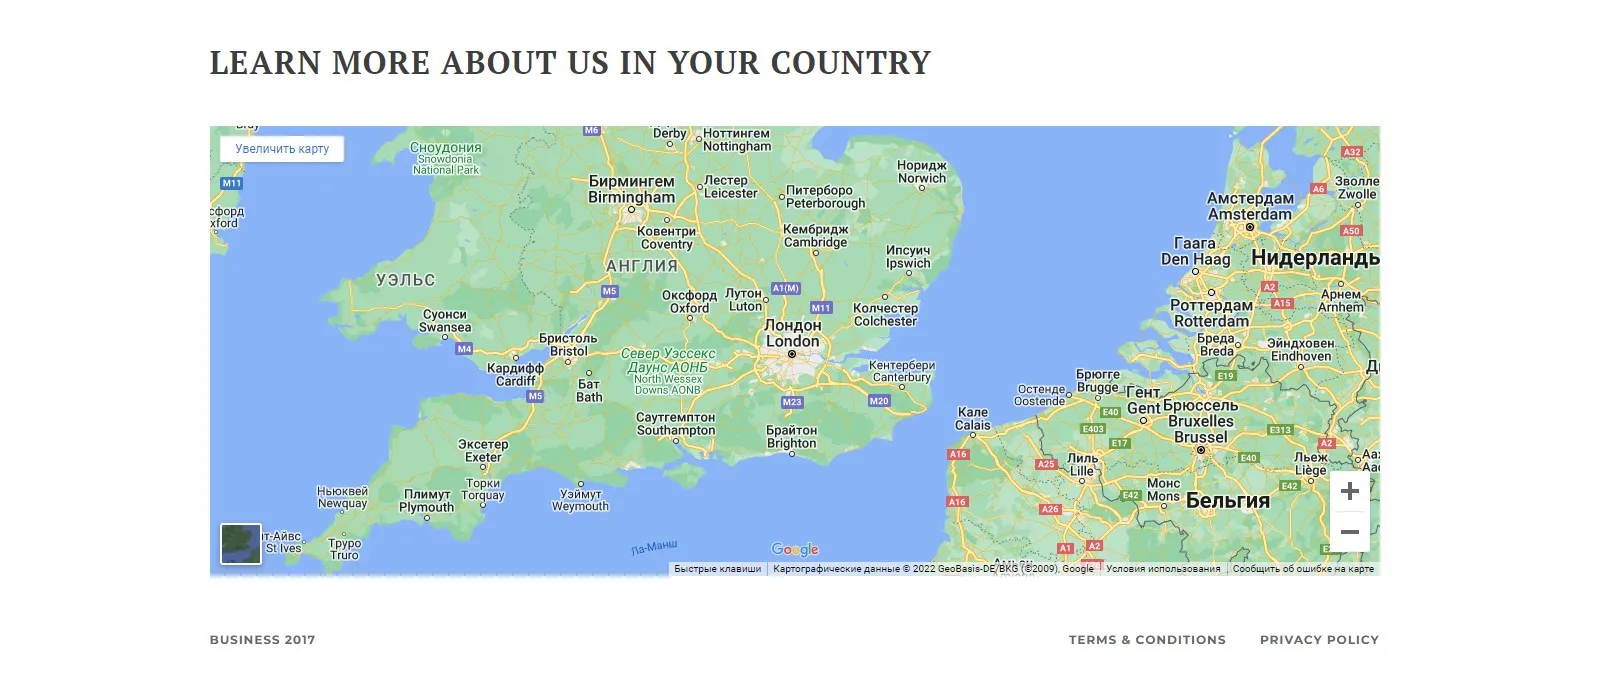 LEARN MORE ABOUT US IN YOUR COUNTRY
Увеличить карту
Сноудония
Snowdonia
National Park
M6
Derby
Ноттингем
Nottingham
Норидж
Norwich
A32
M11
сфорд
xford
Бирмингем
Birmingham
Лестер
Leicester
Питерборо
Peterborough
A6
Зволле
Zwolle
Амстердам
Amsterdam
Ковентри
Coventry
Кембридж
Cambridge
A50
Гаага
Den Haag
Нидерланды
Ипсуич
Ipswich
АНГЛИЯ
УЭЛЬС
M5
Оксфорд
Oxford
Лутон
Luton
A1(M)
M11
A2
A15
Арнем
Arnhem
Роттердам
Rotterdam
Колчестер
Colchester
Суонси
Swansea
Лондон
London
Бристоль
Bristol
M4
Бреда
Breda
Эйндховен
Eindhoven
Север Уэссекс
Даунс АОНБ
North Wessex
Downs AONB
Кардифф
Cardiff
Бат
Bath
Кентербери
Canterbury
E19
Брюгге
Brugge
Остенде
Oostende
M5
M23
M20
Гент
Gent
Брюссель
Bruxelles
Brussel
Кале
Calais
E40
E403
E17
E313
Саутгемптон
Southampton
Брайтон
Brighton
Эксетер
Exeter
A16
A25
Лиль
Lille
E40
A2
Льеж
Liège
Торки
Torquay
Ньюквей
Newquay
Плимут
Plymouth
Уэймут
Weymouth
Монс
Mons
E42
E42
Бельгия
A16
A26
т-Айвс
St Ives
Труро
Truro
Ла-Манш
Google
A1
A2
Быстрые клавиши
Картографические данные © 2022 GeoBasis-DE/BKG (©2009), Google
Условия использования
Сообщить об ошибке на карте
BUSINESS 2017
TERMS & CONDITIONS
PRIVACY POLICY